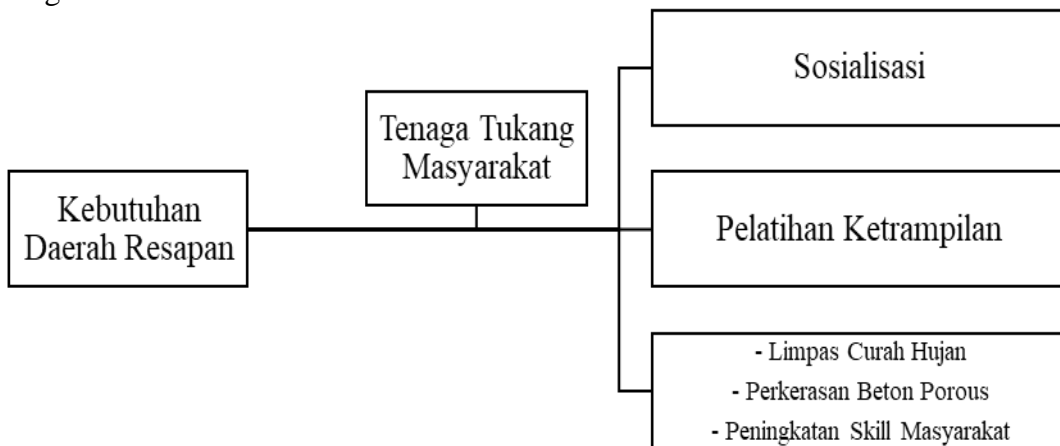 Kebutuhan
Daerah Resapan
Tenaga Tukang
Masyarakat
Sosialisasi
Pelatihan Ketrampilan
- Limpas Curah Hujan
- Perkerasan Beton Porous
- Peningkatan Skill Masyarakat